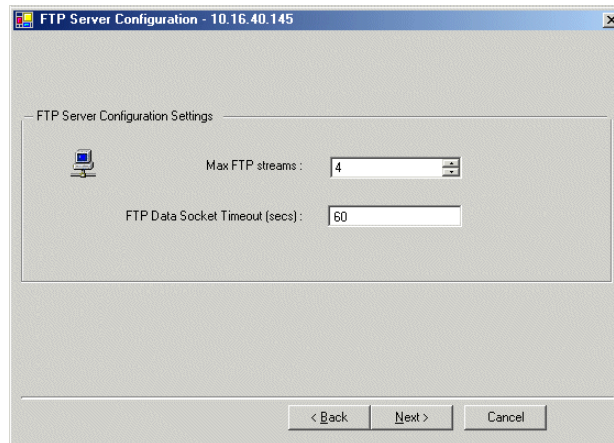 FTP Server Configuration - 10.16.40.145
FTP Server Configuration Settings
Max FTP streams :
4
FTP Data Socket Timeout (secs) :
60
< Back
Next >
Cancel